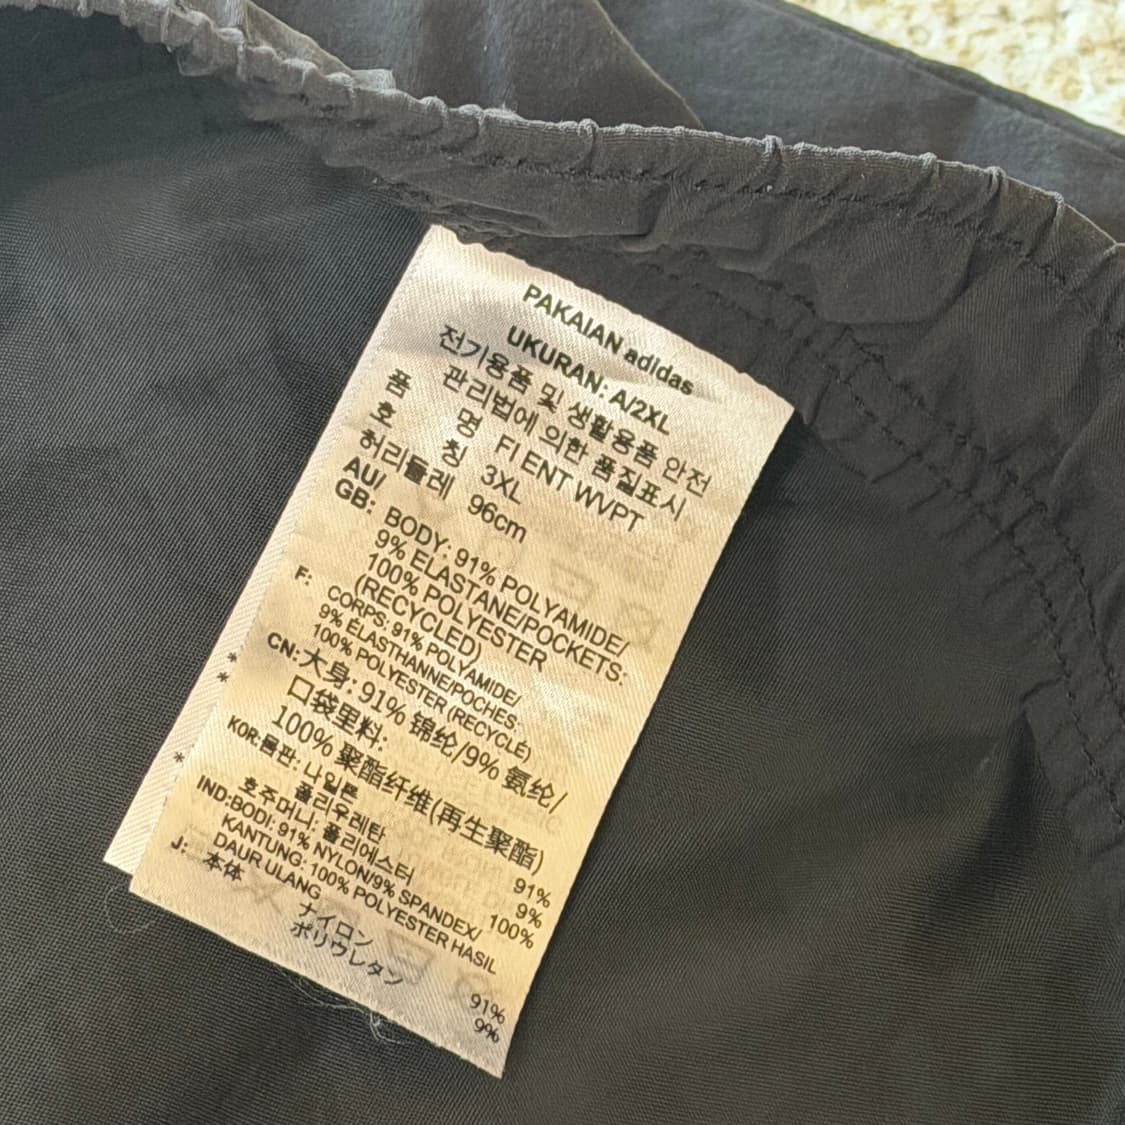 PAKAIAN adidas
UKURAN: A/2XL
전기용품 및 생활용품 안전
관리법에 의한 품질표시
품 명 FI ENT WVPT
호 칭 3XL
허리둘레 96cm
AU/
GB: BODY: 91% POLYAMIDE/
9% ELASTANE/POCKETS:
100% POLYESTER
(RECYCLED)
F: CORPS: 91% POLYAMIDE/
9% ÉLASTHANNE/POCHES:
100% POLYESTER (RECYCLÉ)
CN: 大身: 91% 锦纶/9% 氨纶/
口袋里料:
100% 聚酯纤维(再生聚酯)
KOR: 몸판: 나일론 91%
폴리우레탄 9%
호주머니: 폴리에스터 100%
IND: BODI: 91% NYLON/9% SPANDEX/
KANTUNG: 100% POLYESTER HASIL
DAUR ULANG
J: 本体
ナイロン 91%
ポリウレタン 9%